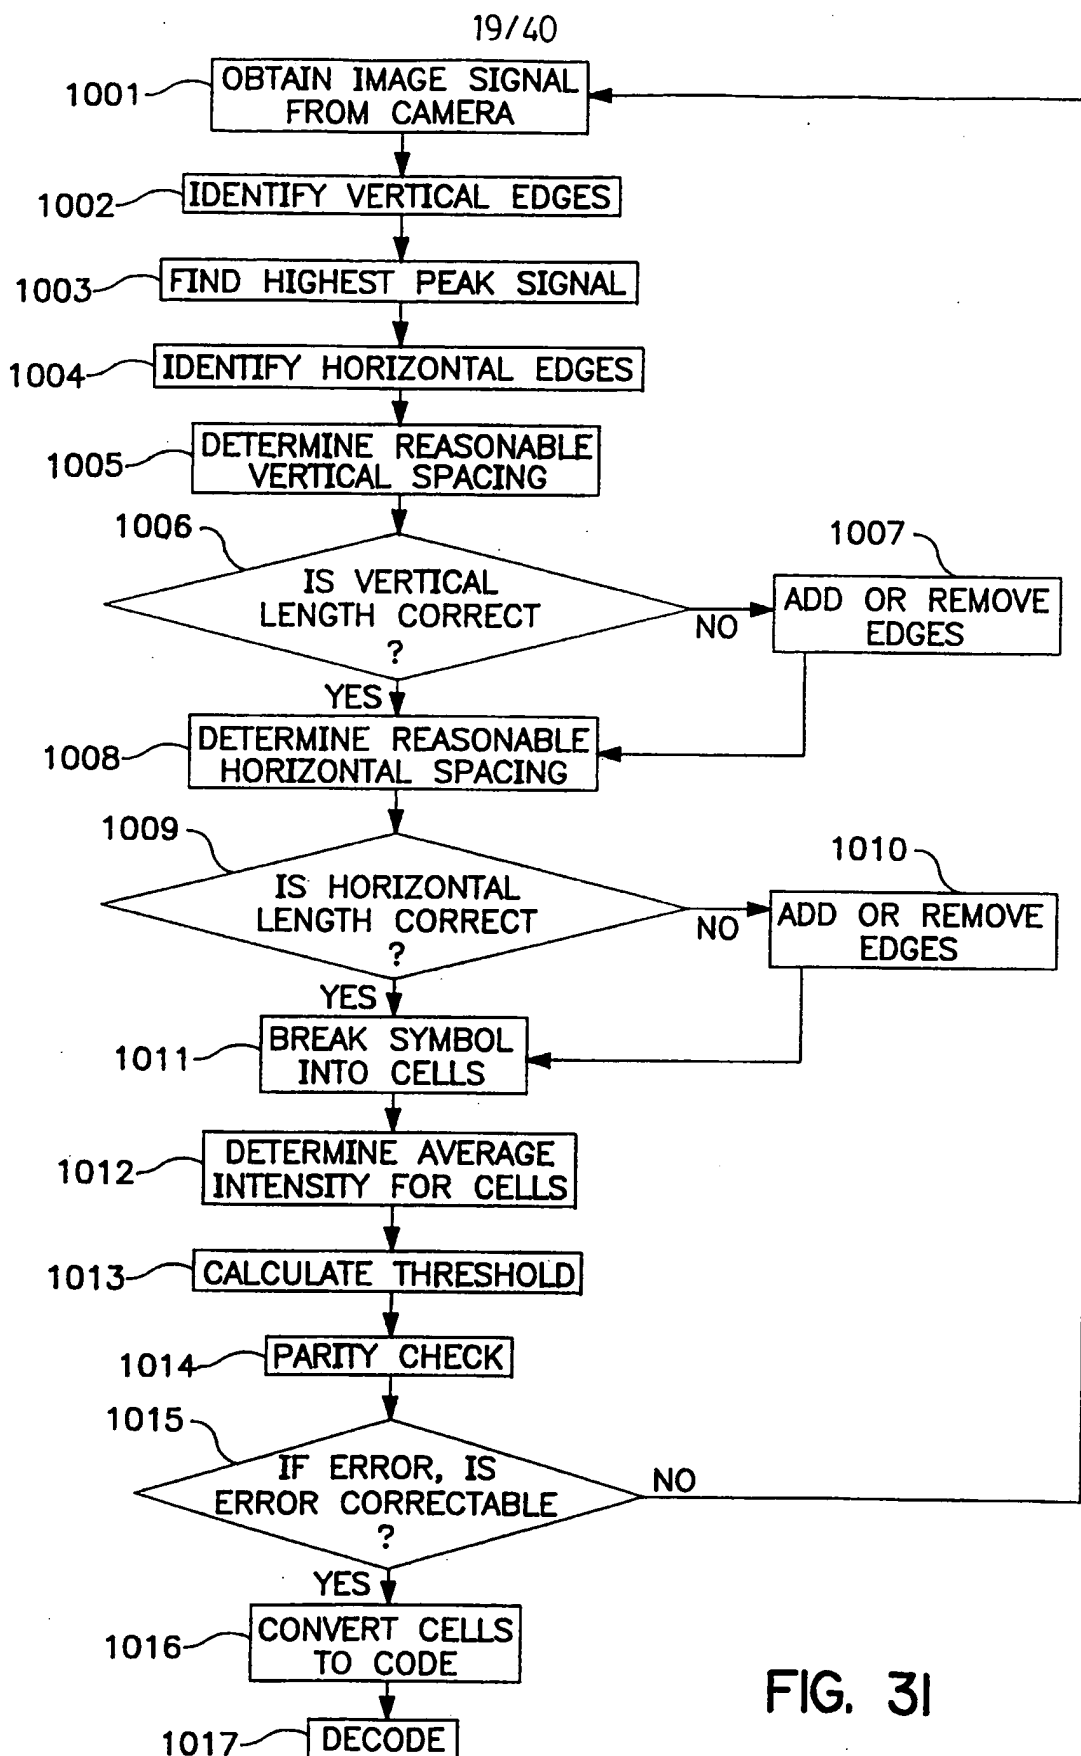 19/40
1001
OBTAIN IMAGE SIGNAL
FROM CAMERA
1002
IDENTIFY VERTICAL EDGES
1003
FIND HIGHEST PEAK SIGNAL
1004
IDENTIFY HORIZONTAL EDGES
1005
DETERMINE REASONABLE
VERTICAL SPACING
1006
IS VERTICAL
LENGTH CORRECT
?
NO
1007
ADD OR REMOVE
EDGES
YES
1008
DETERMINE REASONABLE
HORIZONTAL SPACING
1009
IS HORIZONTAL
LENGTH CORRECT
?
NO
1010
ADD OR REMOVE
EDGES
YES
1011
BREAK SYMBOL
INTO CELLS
1012
DETERMINE AVERAGE
INTENSITY FOR CELLS
1013
CALCULATE THRESHOLD
1014
PARITY CHECK
1015
IF ERROR, IS
ERROR CORRECTABLE
?
NO
YES
1016
CONVERT CELLS
TO CODE
1017
DECODE
FIG. 31